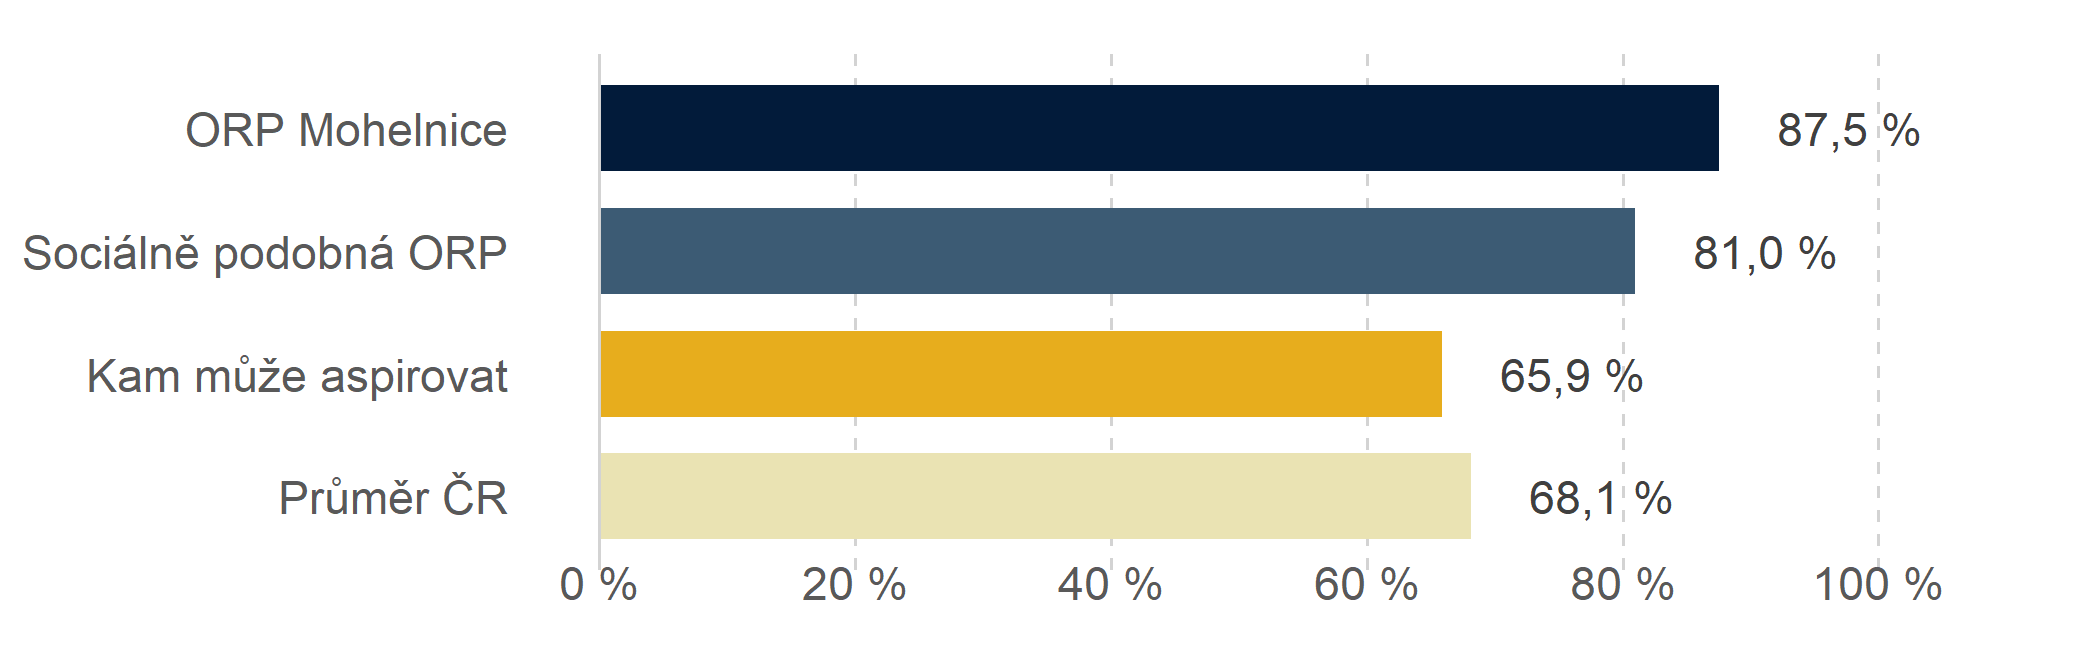 ORP Mohelnice
87,5 %
Sociálně podobná ORP
81,0 %
Kam může aspirovat
65,9 %
Průměr ČR
68,1 %
0 %
20 %
40 %
60 %
80 %
100 %